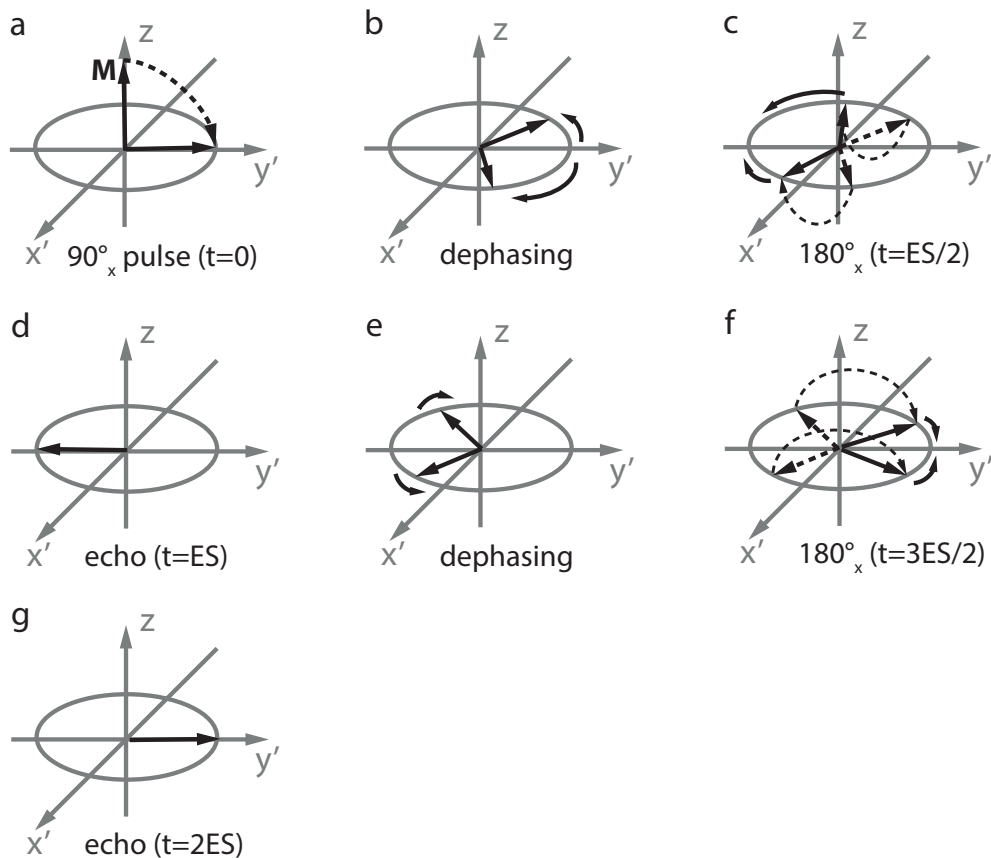 a
z
M
y'
x'
90°ₓ pulse (t=0)
b
z
y'
x'
dephasing
c
z
y'
x'
180°ₓ (t=ES/2)
d
z
y'
x'
echo (t=ES)
e
z
y'
x'
dephasing
f
z
y'
x'
180°ₓ (t=3ES/2)
g
z
y'
x'
echo (t=2ES)